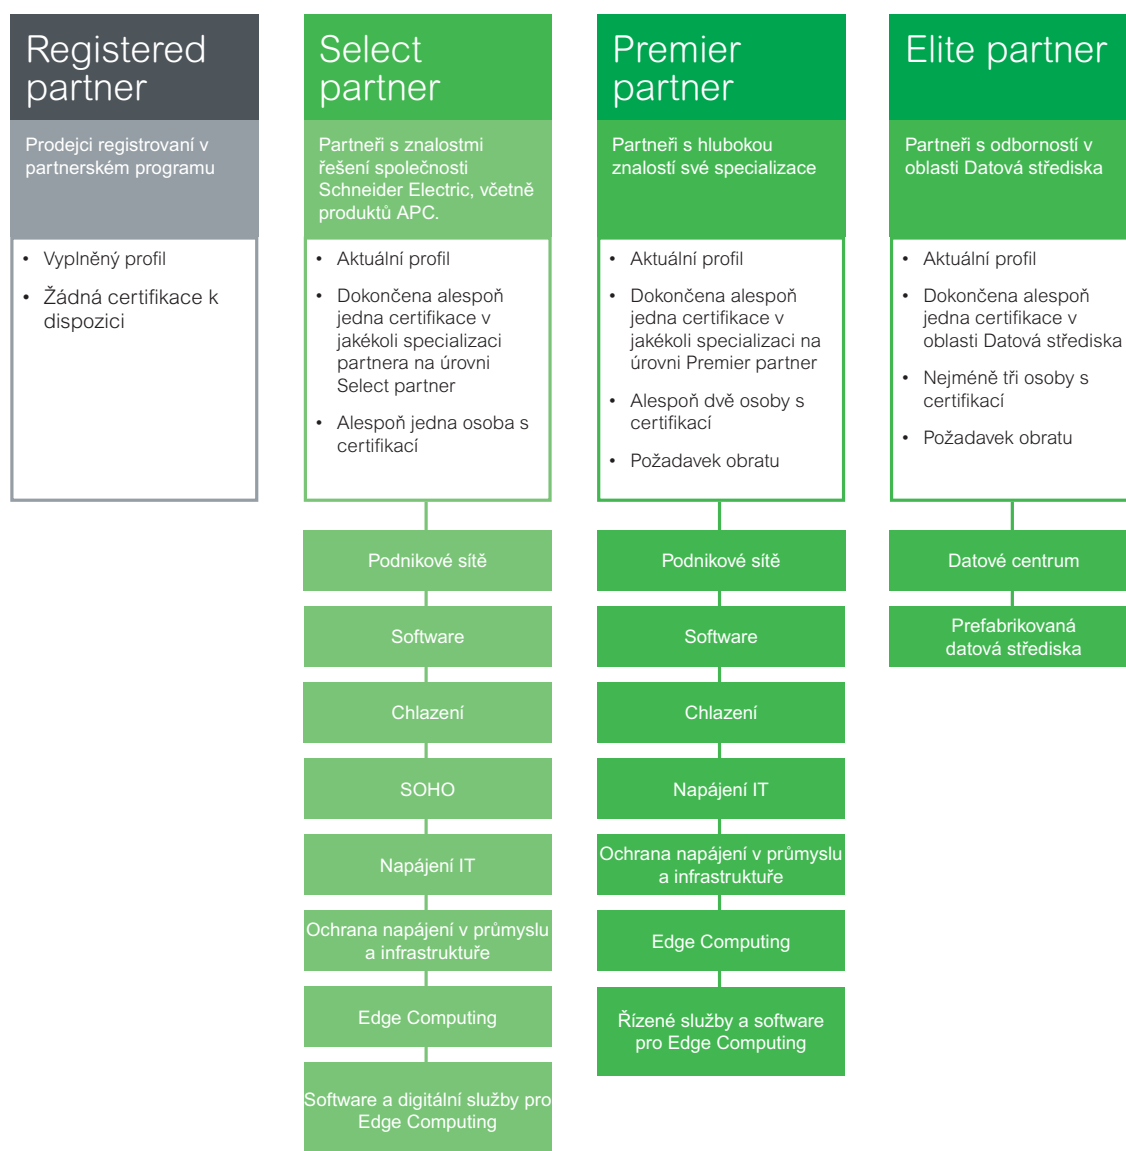 Registered
partner
Prodejci registrovaní v
partnerském programu
• Vyplněný profil
• Žádná certifikace k
dispozici
Select
partner
Partneři s znalostmi
řešení společnosti
Schneider Electric, včetně
produktů APC.
• Aktuální profil
• Dokončena alespoň
jedna certifikace v
jakékoli specializaci
partnera na úrovni
Select partner
• Alespoň jedna osoba s
certifikací
Podnikové sítě
Software
Chlazení
SOHO
Napájení IT
Ochrana napájení v průmyslu
a infrastruktuře
Edge Computing
Software a digitální služby pro
Edge Computing
Premier
partner
Partneři s hlubokou
znalostí své specializace
• Aktuální profil
• Dokončena alespoň
jedna certifikace v
jakékoli specializaci na
úrovni Premier partner
• Alespoň dvě osoby s
certifikací
• Požadavek obratu
Podnikové sítě
Software
Chlazení
Napájení IT
Ochrana napájení v průmyslu
a infrastruktuře
Edge Computing
Řízené služby a software
pro Edge Computing
Elite partner
Partneři s odborností v
oblasti Datová střediska
• Aktuální profil
• Dokončena alespoň
jedna certifikace v
oblasti Datová střediska
• Nejméně tři osoby s
certifikací
• Požadavek obratu
Datové centrum
Prefabrikovaná
datová střediska